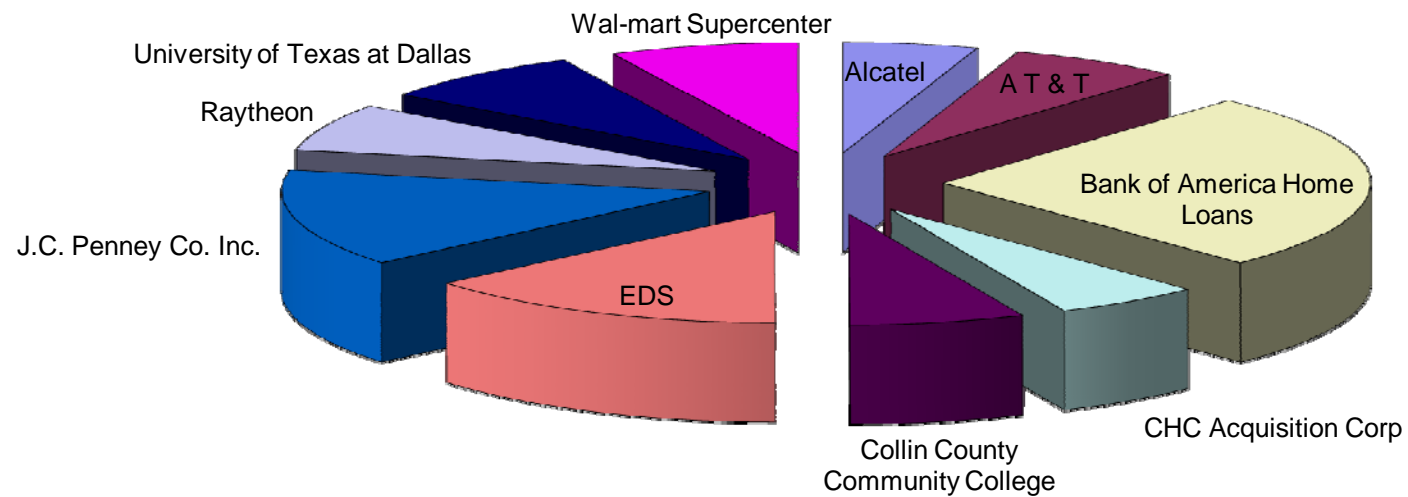 Wal-mart Supercenter
University of Texas at Dallas
Alcatel
A T & T
Raytheon
Bank of America Home
Loans
J.C. Penney Co. Inc.
EDS
CHC Acquisition Corp
Collin County
Community College